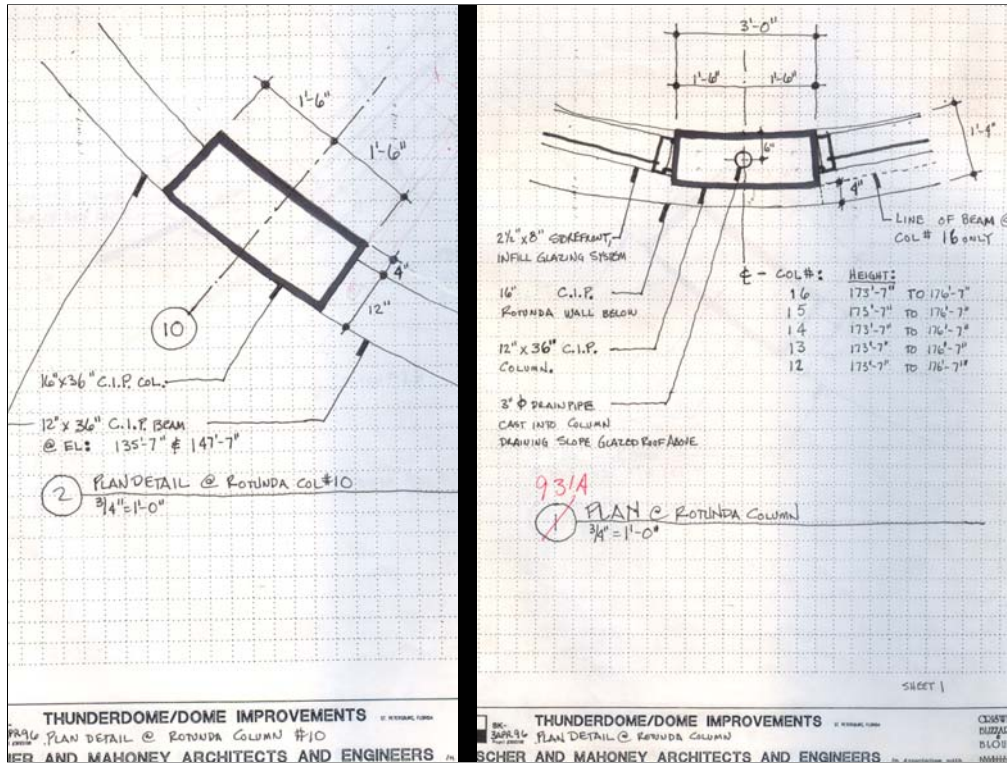 1'-6"
1'-6"
4"
12"
10
16"x36" C.I.P. COL.
12" x 36" C.I.P. BEAM
@ EL: 135'-7" & 147'-7"
2 PLAN DETAIL @ ROTUNDA COL#10
3/4"=1'-0"
THUNDERDOME/DOME IMPROVEMENTS
PLAN DETAIL @ ROTUNDA COLUMN #10
AND MAHONEY ARCHITECTS AND ENGINEERS
3'-0"
1'-6" 1'-6"
6"
1'-4"
4"
LINE OF BEAM @
COL# 16 ONLY
2½"x8" STOREFRONT,
INFILL GLAZING SYSTEM
16" C.I.P.
ROTUNDA WALL BELOW
12" x 36" C.I.P.
COLUMN.
3" Φ DRAINPIPE
CAST INTO COLUMN
DRAINING SLOPE GLAZED ROOF ABOVE
℄ - COL#: HEIGHT:
16 173'-7" TO 176'-7"
15 173'-7" TO 176'-7"
14 173'-7" TO 176'-7"
13 173'-7" TO 176'-7"
12 173'-7" TO 176'-7"
931A
1 PLAN @ ROTUNDA COLUMN
3/4" = 1'-0"
SHEET 1
SK-
3APR96
THUNDERDOME/DOME IMPROVEMENTS
PLAN DETAIL @ ROTUNDA COLUMN
SCHER AND MAHONEY ARCHITECTS AND ENGINEERS